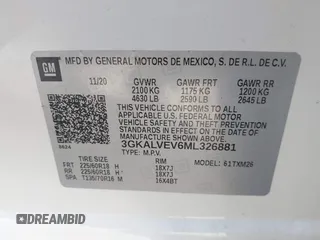 GM
MFD BY GENERAL MOTORS DE MEXICO, S. DE R.L. DE C.V.
11/20 GVWR GAWR FRT GAWR RR
2100 KG 1175 KG 1200 KG
4630 LB 2590 LB 2645 LB
THIS VEHICLE CONFORMS TO ALL APPLICABLE U.S. FEDERAL MOTOR VEHICLE SAFETY, BUMPER, AND THEFT PREVENTION STANDARDS IN EFFECT ON THE DATE OF MANUFACTURE SHOWN ABOVE.
3GKALVEV6ML326881
TYPE: M.P.V. MODEL: 61TXM26
TIRE SIZE RIM
FRT 225/60R18 H 18X7J
RR 225/60R18 H 18X7J
SPA T135/70R16 M 16X4BT
© Carfast Express